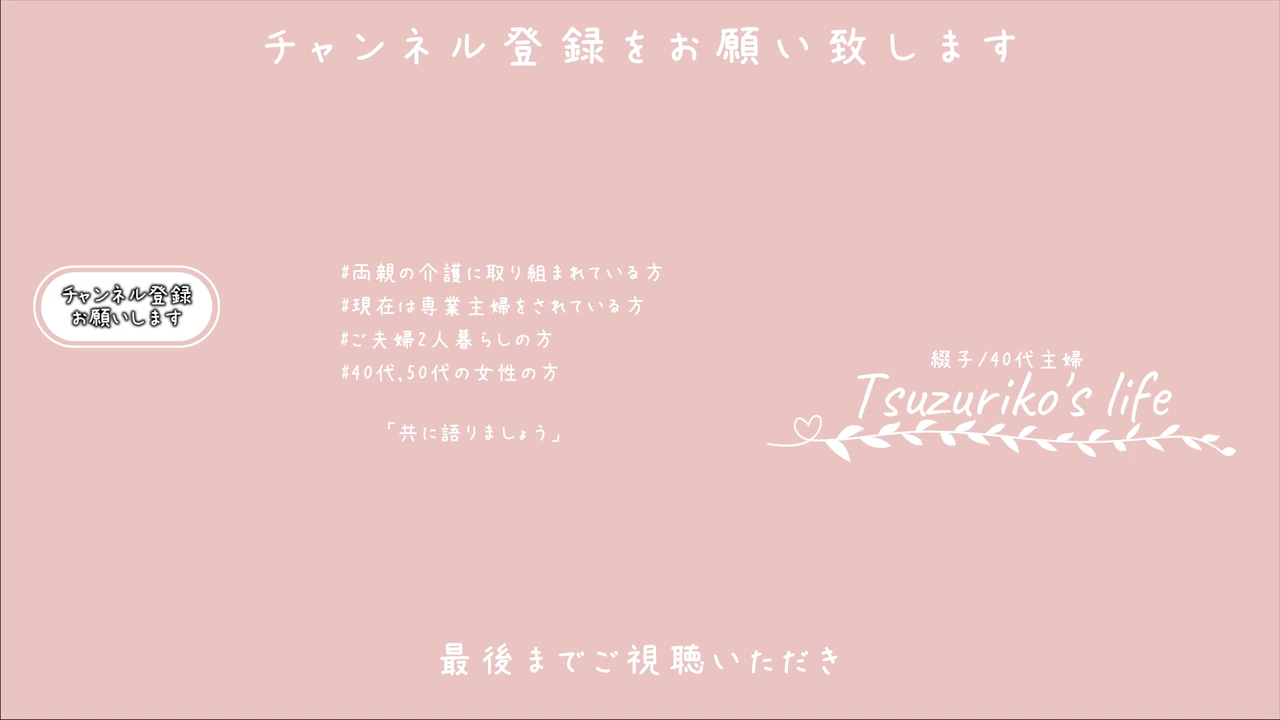 チャンネル登録をお願い致します
チャンネル登録
お願いします
#両親の介護に取り組まれている方
#現在は専業主婦をされている方
#ご夫婦2人暮らしの方
#40代,50代の女性の方
「共に語りましょう」
綴子/40代主婦
Tsuzuriko's life
最後までご視聴いただき